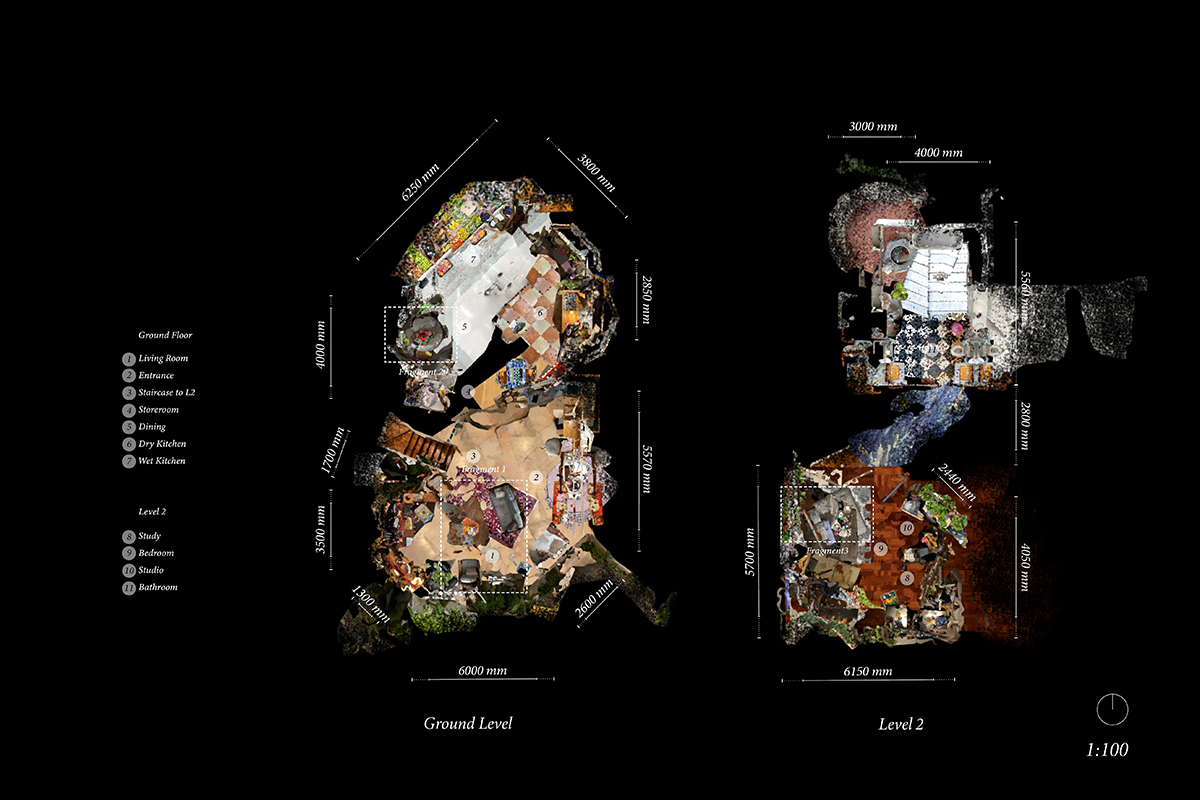 3000 mm
4000 mm
6250 mm
3800 mm
2850 mm
4000 mm
5570 mm
1700 mm
3500 mm
1300 mm
2600 mm
6000 mm
7
6
5
Fragment 2
4
3
2
Fragment 1
1
2800 mm
2440 mm
5700 mm
4050 mm
6150 mm
10
Fragment3
9
8
Ground Floor
1 Living Room
2 Entrance
3 Staircase to L2
4 Storeroom
5 Dining
6 Dry Kitchen
7 Wet Kitchen
Level 2
8 Study
9 Bedroom
10 Studio
11 Bathroom
Ground Level
Level 2
1:100